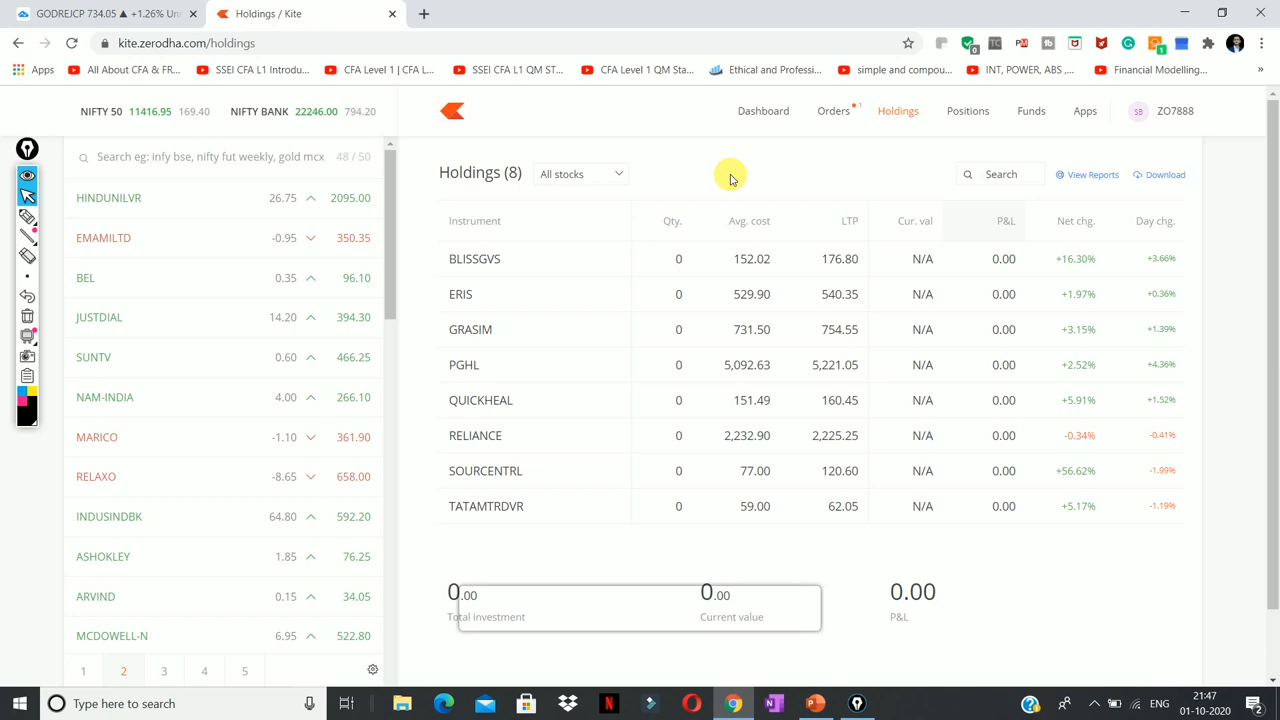 GODREJCP 734.05 ▲ +1.26% Un
Holdings / Kite
kite.zerodha.com/holdings
Apps All About CFA & FR... SSEI CFA L1 Introdu... CFA Level 1 | CFA L... SSEI CFA L1 QM ST... CFA Level 1 QM Sta... Ethical and Professi... simple and compou... INT, POWER, ABS ,... Financial Modelling... »
NIFTY 50 11416.95 169.40 NIFTY BANK 22246.00 794.20
Dashboard Orders 1 Holdings Positions Funds Apps SB ZO7888
Search eg: infy bse, nifty fut weekly, gold mcx 48 / 50
HINDUNILVR 26.75 2095.00
EMAMILTD -0.95 350.35
BEL 0.35 96.10
JUSTDIAL 14.20 394.30
SUNTV 0.60 466.25
NAM-INDIA 4.00 266.10
MARICO -1.10 361.90
RELAXO -8.65 658.00
INDUSINDBK 64.80 592.20
ASHOKLEY 1.85 76.25
ARVIND 0.15 34.05
MCDOWELL-N 6.95 522.80
1 2 3 4 5
Holdings (8) All stocks Search View Reports Download
Instrument Qty. Avg. cost LTP Cur. val P&L Net chg. Day chg.
BLISSGVS 0 152.02 176.80 N/A 0.00 +16.30% +3.66%
ERIS 0 529.90 540.35 N/A 0.00 +1.97% +0.36%
GRASIM 0 731.50 754.55 N/A 0.00 +3.15% +1.39%
PGHL 0 5,092.63 5,221.05 N/A 0.00 +2.52% +4.36%
QUICKHEAL 0 151.49 160.45 N/A 0.00 +5.91% +1.52%
RELIANCE 0 2,232.90 2,225.25 N/A 0.00 -0.34% -0.41%
SOURCENTRL 0 77.00 120.60 N/A 0.00 +56.62% -1.99%
TATAMTRDVR 0 59.00 62.05 N/A 0.00 +5.17% -1.19%
0.00 0.00 0.00
Total investment Current value P&L
Type here to search
ENG
21:47
01-10-2020
2